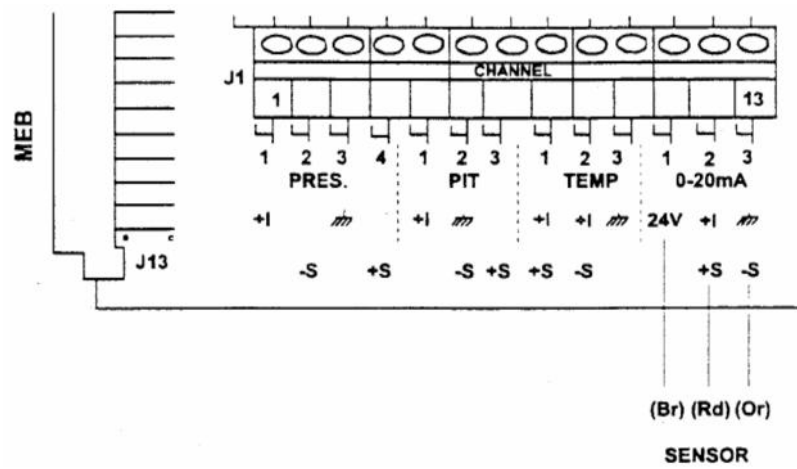 J1
CHANNEL
1 13
MEB
1 2 3 4 1 2 3 1 2 3 1 2 3
PRES. PIT TEMP 0-20mA
+I +I +I +I 24V +I
J13
-S +S -S +S +S -S +S -S
(Br) (Rd) (Or)
SENSOR